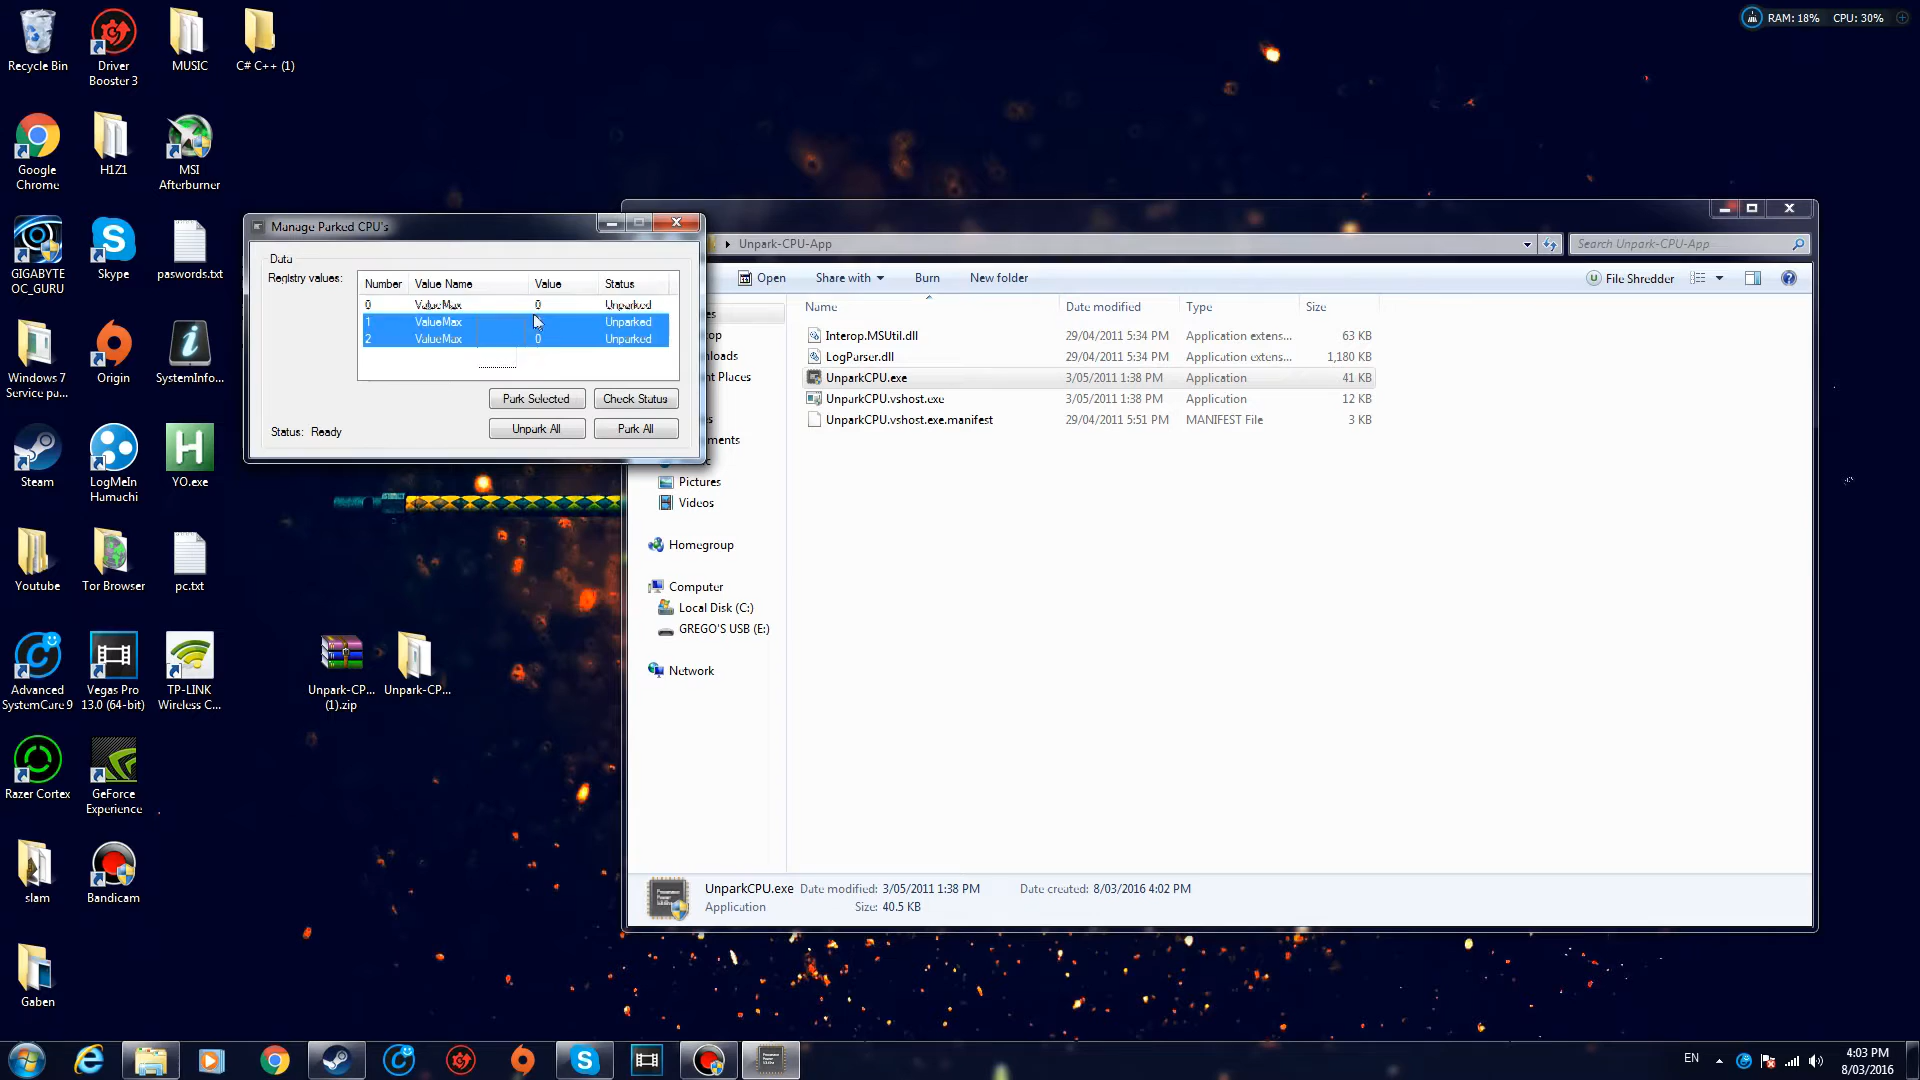 RAM: 18% CPU: 30%
Recycle Bin
Driver Booster 3
MUSIC
C# C++ (1)
Google Chrome
H1Z1
MSI Afterburner
GIGABYTE OC_GURU
Skype
paswords.txt
Windows 7 Service pa...
Origin
SystemInfo...
Steam
LogMeIn Hamachi
YO.exe
Youtube
Tor Browser
pc.txt
Advanced SystemCare 9
Vegas Pro 13.0 (64-bit)
TP-LINK Wireless C...
Unpark-CP... (1).zip
Unpark-CP...
Razer Cortex
GeForce Experience
slam
Bandicam
Gaben
Manage Parked CPU's
Data
Registry values:
Number Value Name Value Status
0 ValueMax 0 Unparked
1 ValueMax Unparked
2 ValueMax 0 Unparked
Park Selected Check Status
Status: Ready Unpark All Park All
Unpark-CPU-App
Search Unpark-CPU-App
Open Share with Burn New folder File Shredder
Name Date modified Type Size
Interop.MSUtil.dll 29/04/2011 5:34 PM Application extens... 63 KB
LogParser.dll 29/04/2011 5:34 PM Application extens... 1,180 KB
UnparkCPU.exe 3/05/2011 1:38 PM Application 41 KB
UnparkCPU.vshost.exe 3/05/2011 1:38 PM Application 12 KB
UnparkCPU.vshost.exe.manifest 29/04/2011 5:51 PM MANIFEST File 3 KB
Pictures
Videos
Homegroup
Computer
Local Disk (C:)
GREGO'S USB (E:)
Network
UnparkCPU.exe Date modified: 3/05/2011 1:38 PM Date created: 8/03/2016 4:02 PM
Application Size: 40.5 KB
EN
4:03 PM
8/03/2016